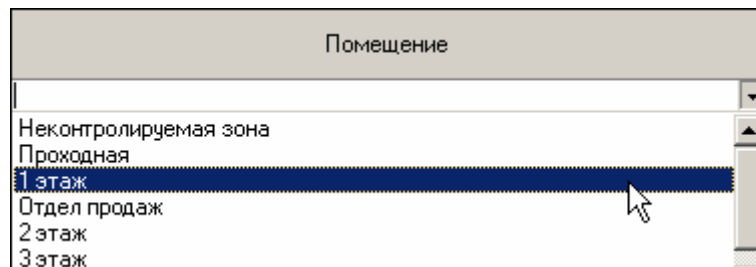 Помещение
Неконтролируемая зона
Проходная
1 этаж
Отдел продаж
2 этаж
3 этаж